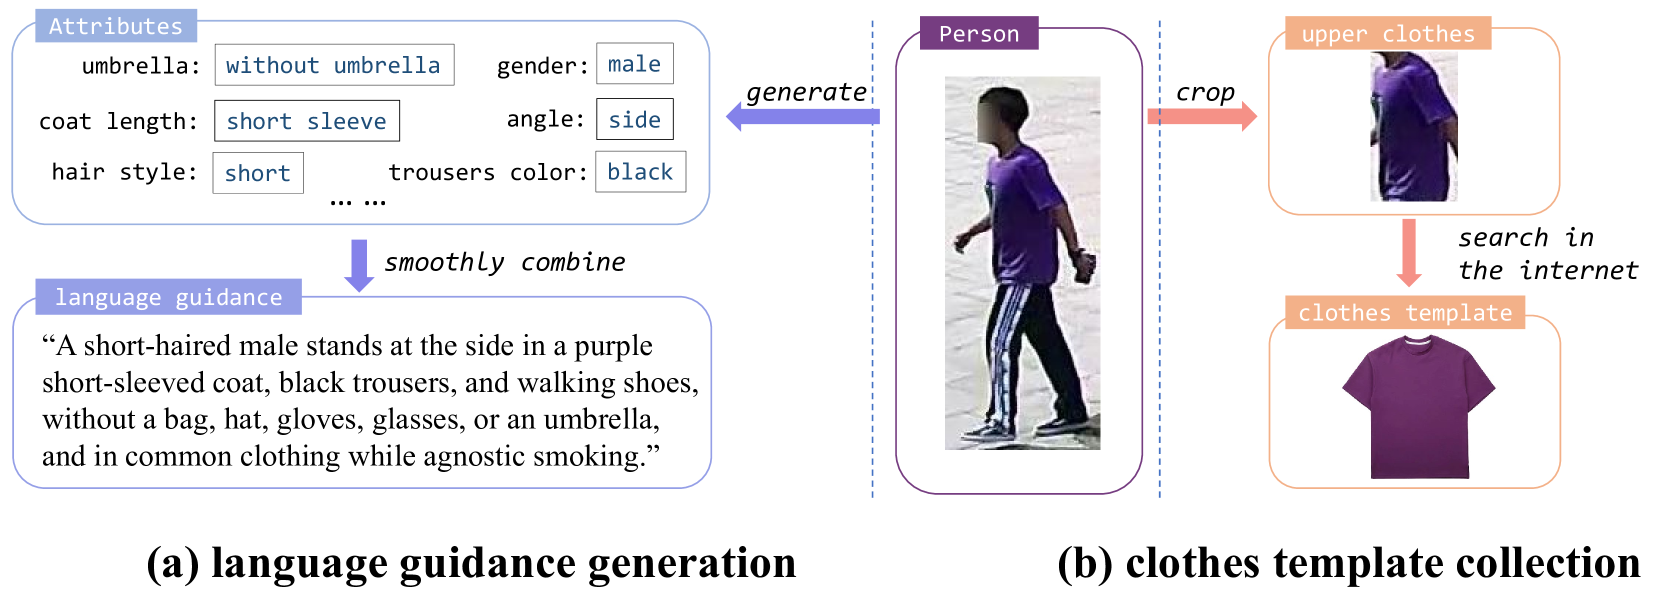 Attributes
umbrella: without umbrella
gender: male
coat length: short sleeve
angle: side
hair style: short
trousers color: black
... ...
smoothly combine
language guidance
“A short-haired male stands at the side in a purple
short-sleeved coat, black trousers, and walking shoes,
without a bag, hat, gloves, glasses, or an umbrella,
and in common clothing while agnostic smoking.”
(a) language guidance generation
generate
Person
crop
upper clothes
search in
the internet
clothes template
(b) clothes template collection